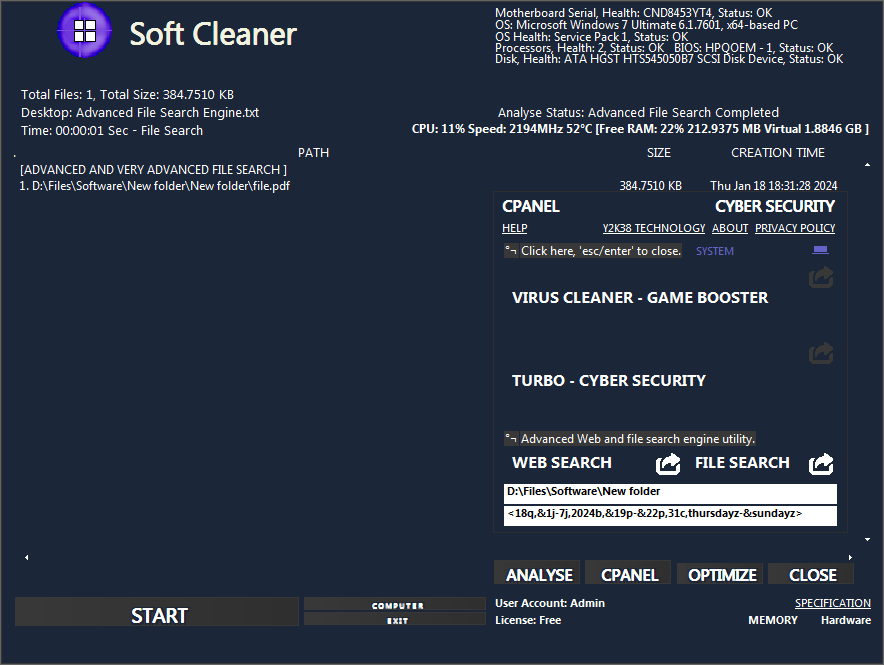 Soft Cleaner
Motherboard Serial, Health: CND8453YT4, Status: OK
OS: Microsoft Windows 7 Ultimate 6.1.7601, x64-based PC
OS Health: Service Pack 1, Status: OK
Processors, Health: 2, Status: OK BIOS: HPQOEM - 1, Status: OK
Disk, Health: ATA HGST HTS545050B7 SCSI Disk Device, Status: OK
Total Files: 1, Total Size: 384.7510 KB
Desktop: Advanced File Search Engine.txt
Time: 00:00:01 Sec - File Search
Analyse Status: Advanced File Search Completed
CPU: 11% Speed: 2194MHz 52°C [Free RAM: 22% 212.9375 MB Virtual 1.8846 GB ]
. PATH SIZE CREATION TIME
[ADVANCED AND VERY ADVANCED FILE SEARCH ]
1. D:\Files\Software\New folder\New folder\file.pdf 384.7510 KB Thu Jan 18 18:31:28 2024
CPANEL CYBER SECURITY
HELP Y2K38 TECHNOLOGY ABOUT PRIVACY POLICY
°¬ Click here, 'esc/enter' to close. SYSTEM
VIRUS CLEANER - GAME BOOSTER
TURBO - CYBER SECURITY
°¬ Advanced Web and file search engine utility.
WEB SEARCH FILE SEARCH
D:\Files\Software\New folder
<18q,&1j-7j,2024b,&19p-&22p,31c,thursdayz-&sundayz>
ANALYSE CPANEL OPTIMIZE CLOSE
START
COMPUTER
EXIT
User Account: Admin SPECIFICATION
License: Free MEMORY Hardware